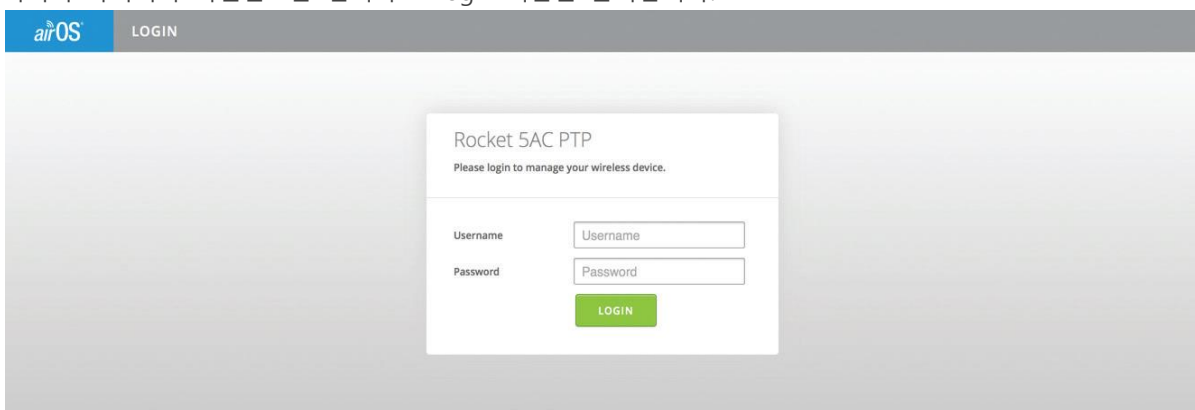 airOS LOGIN
Rocket 5AC PTP
Please login to manage your wireless device.
Username Username
Password Password
LOGIN